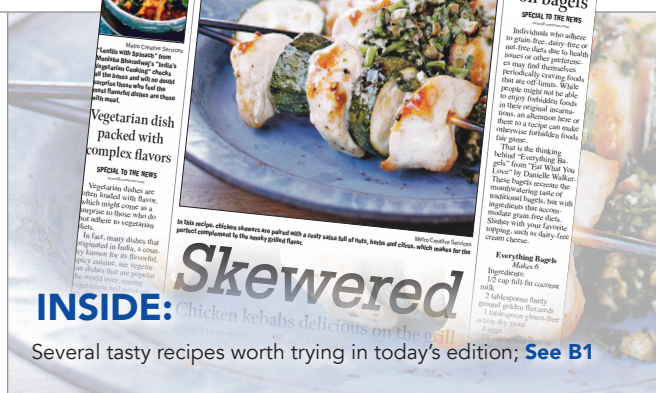 Metro Creative Services
"Lentils with Spinach" from
Manisha Bharadwaj's "India's
Vegetarian Cooking" checks
all the boxes and will no doubt
surprise those who feel the
most flavorful dishes are those
with meat.
Vegetarian dish
packed with
complex flavors
SPECIAL TO THE NEWS
Vegetarian dishes are
often loaded with flavor,
which might come as a
surprise to those who do
not adhere to vegetarian
diets.
In fact, many dishes that
originated in India, a coun-
try known for its flavorful,
spicy cuisine, are vegetar-
ian dishes that are popular
the world over, among
vegetarians and
In this recipe, chicken skewers are paired with a zesty salsa full of nuts, herbs and citrus, which makes for the
perfect complement to the smoky grilled flavor.
Metro Creative Services
Skewered
Chicken kebabs delicious on the grill
on bagels
SPECIAL TO THE NEWS
Individuals who adhere
to grain-free, dairy-free or
nut-free diets due to health
issues or other preferenc-
es may find themselves
periodically craving foods
that are off-limits. While
people might not be able
to enjoy forbidden foods
in their original incarna-
tions, an alteration here or
there to a recipe can make
otherwise forbidden foods
fair game.
That is the thinking
behind "Everything Ba-
gels" from "Eat What You
Love" by Danielle Walker.
These bagels recreate the
mouthwatering taste of
traditional bagels, but with
ingredients that accom-
modate grain-free diets.
Slather with your favorite
topping, such as dairy-free
cream cheese.
Everything Bagels
Makes 6
Ingredients:
1/2 cup full-fat coconut
milk
2 tablespoons finely
ground golden flaxseeds
1 tablespoon gluten-free
active dry yeast
4 eggs
INSIDE:
Several tasty recipes worth trying in today's edition; See B1